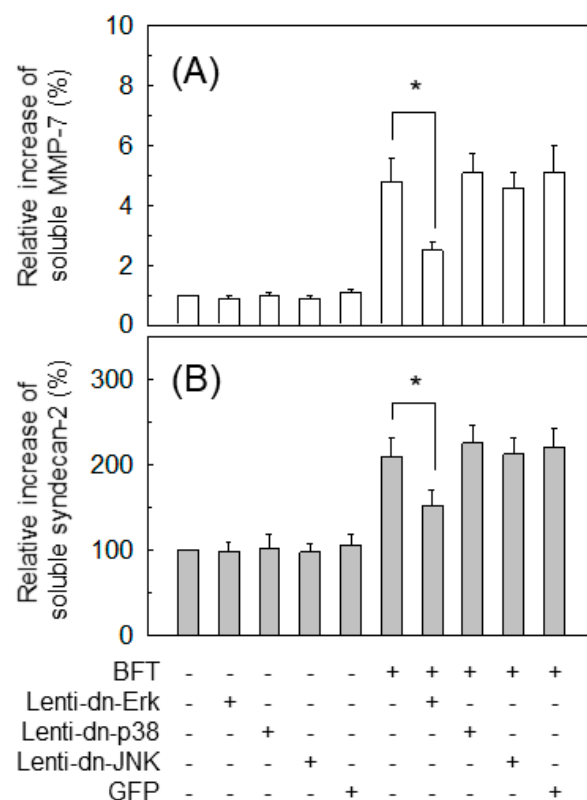 10
(A)
8
*
6
4
2
0
Relative increase of
soluble MMP-7 (%)
(B)
300
*
200
100
0
Relative increase of
soluble syndecan-2 (%)
BFT - - - - - + + + + +
Lenti-dn-Erk - + - - - - + - - -
Lenti-dn-p38 - - + - - - - + - -
Lenti-dn-JNK - - - + - - - - + -
GFP - - - - + - - - - +